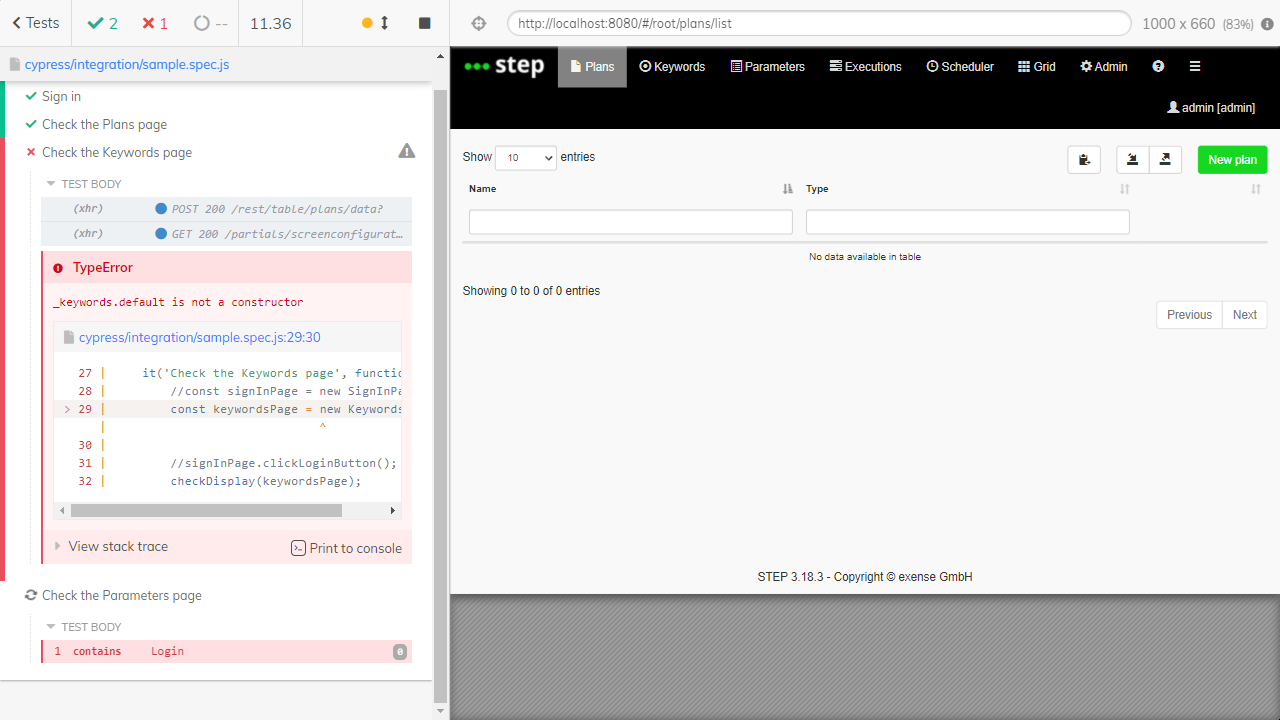 Tests
2
1
--
11.36
http://localhost:8080/#/root/plans/list
1000 x 660 (83%)
cypress/integration/sample.spec.js
Sign in
Check the Plans page
Check the Keywords page
TEST BODY
(xhr) POST 200 /rest/table/plans/data?
(xhr) GET 200 /partials/screenconfigurat…
TypeError
_keywords.default is not a constructor
cypress/integration/sample.spec.js:29:30
27 | it('Check the Keywords page', functio
28 | //const signInPage = new SignInPa
> 29 | const keywordsPage = new Keywords
| ^
30 |
31 | //signInPage.clickLoginButton();
32 | checkDisplay(keywordsPage);
View stack trace
Print to console
Check the Parameters page
TEST BODY
1 contains Login 0
step
Plans
Keywords
Parameters
Executions
Scheduler
Grid
Admin
admin [admin]
Show 10 entries
New plan
Name
Type
No data available in table
Showing 0 to 0 of 0 entries
Previous
Next
STEP 3.18.3 - Copyright © exense GmbH